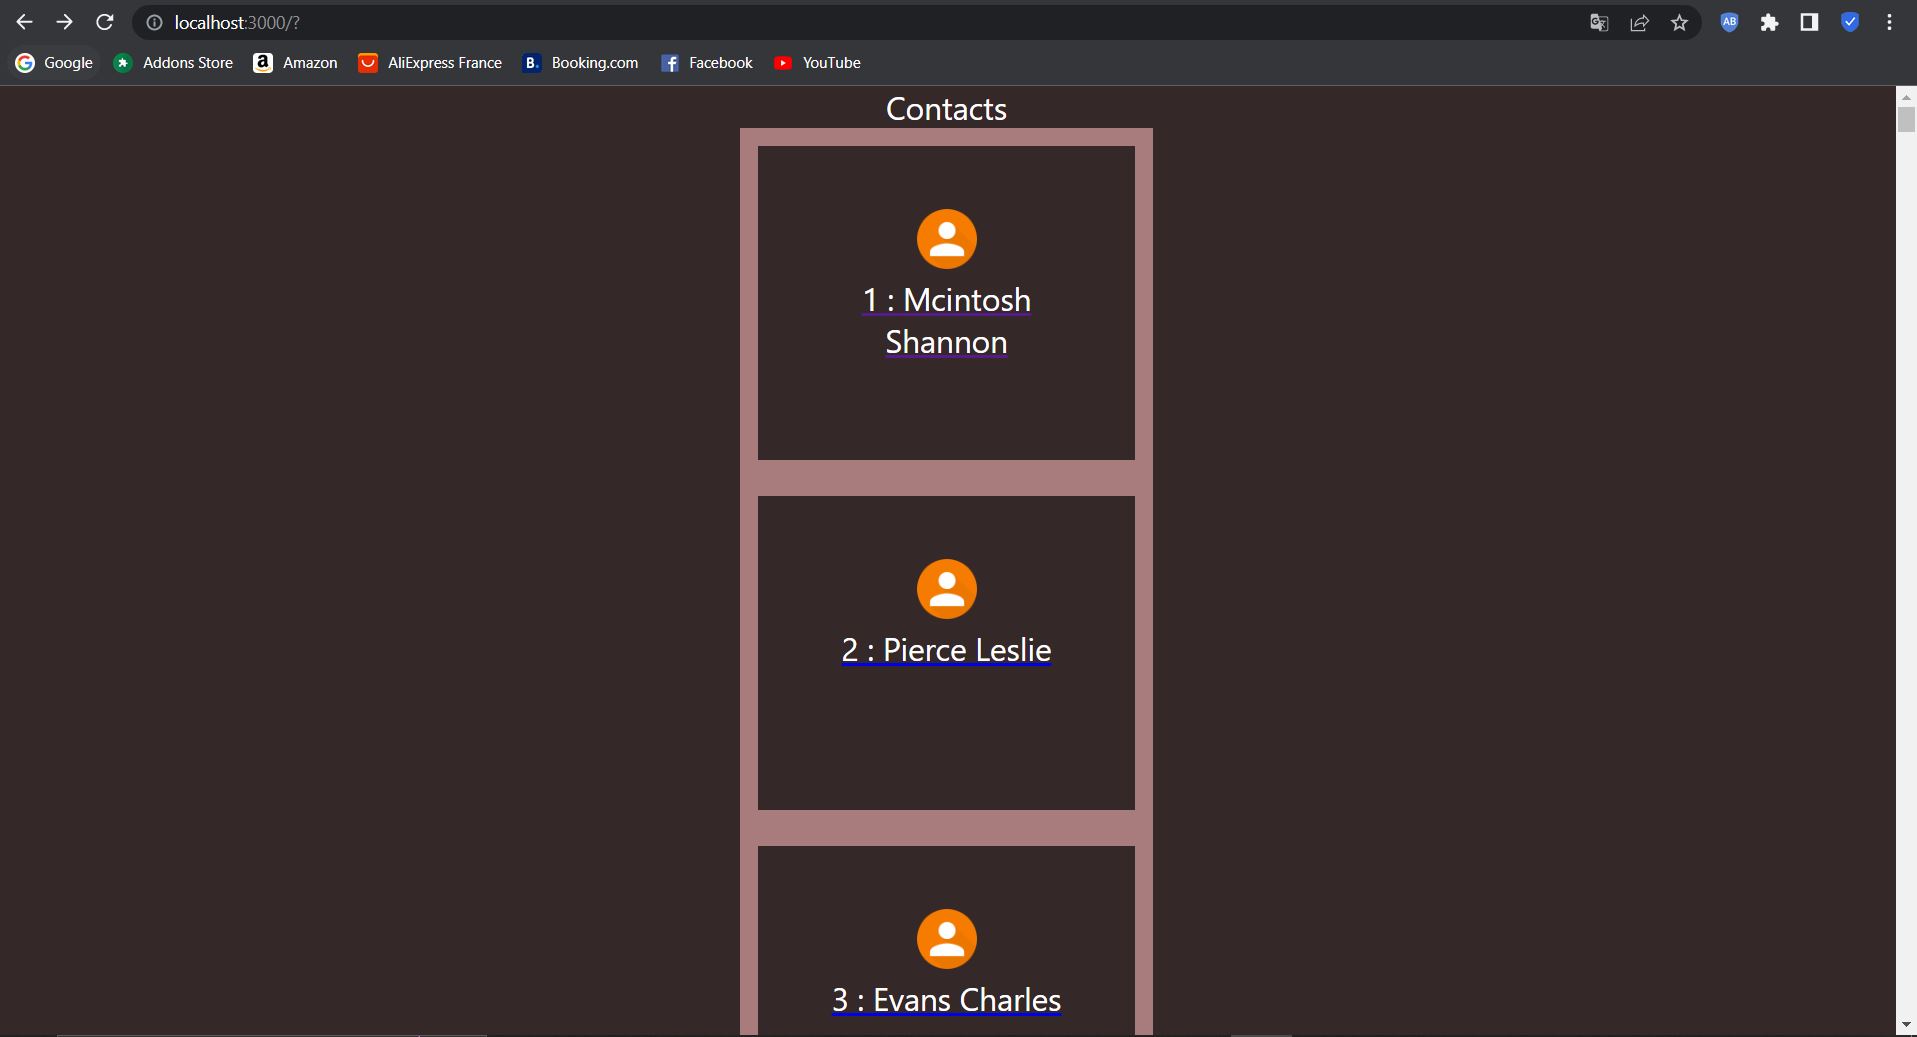 localhost:3000/?
Google Addons Store Amazon AliExpress France B. Booking.com Facebook YouTube
Contacts
1 : Mcintosh
Shannon
2 : Pierce Leslie
3 : Evans Charles